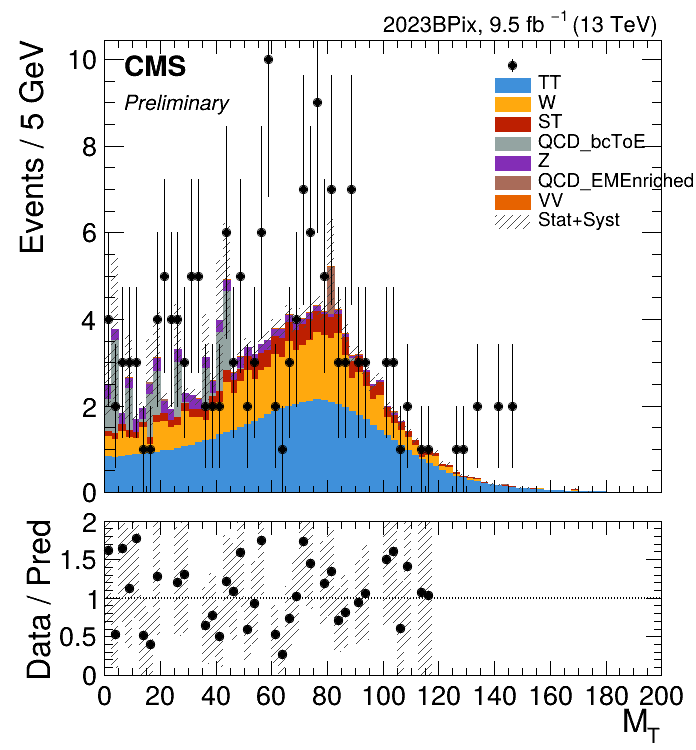 2023BPix, 9.5 fb⁻¹ (13 TeV)
CMS
Preliminary
Events / 5 GeV
10
8
6
4
2
0
TT
W
ST
QCD_bcToE
Z
QCD_EMEnriched
VV
Stat+Syst
Data / Pred
2
1.5
1
0.5
0
0 20 40 60 80 100 120 140 160 180 200
M_T